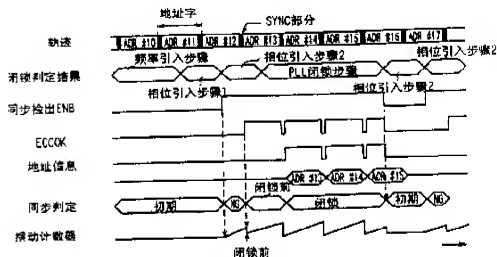 地址字
SYNC部分
轨迹
ADR #10 ADR #11 ADR #12 ADR #13 ADR #14 ADR #15 ADR #16 ADR #17
频率引入步骤
相位引入步骤2
相位引入步骤2
闭锁判定结果
PLL闭锁步骤
相位引入步骤1
相位引入步骤2
同步检出ENB
ECCOK
地址信息
ADR #13 ADR #14 ADR #15
闭锁前
同步判定
初期 NG 闭锁 初期 NG
摆动计数器
闭锁前